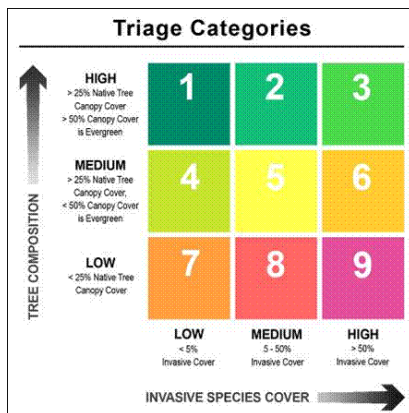 Triage Categories
HIGH
> 25% Native Tree
Canopy Cover
> 50% Canopy Cover
is Evergreen
1 2 3
MEDIUM
> 25% Native Tree
Canopy Cover,
< 50% Canopy Cover
is Evergreen
4 5 6
LOW
< 25% Native Tree
Canopy Cover
7 8 9
TREE COMPOSITION
LOW
< 5%
Invasive Cover
MEDIUM
5 - 50%
Invasive Cover
HIGH
> 50%
Invasive Cover
INVASIVE SPECIES COVER